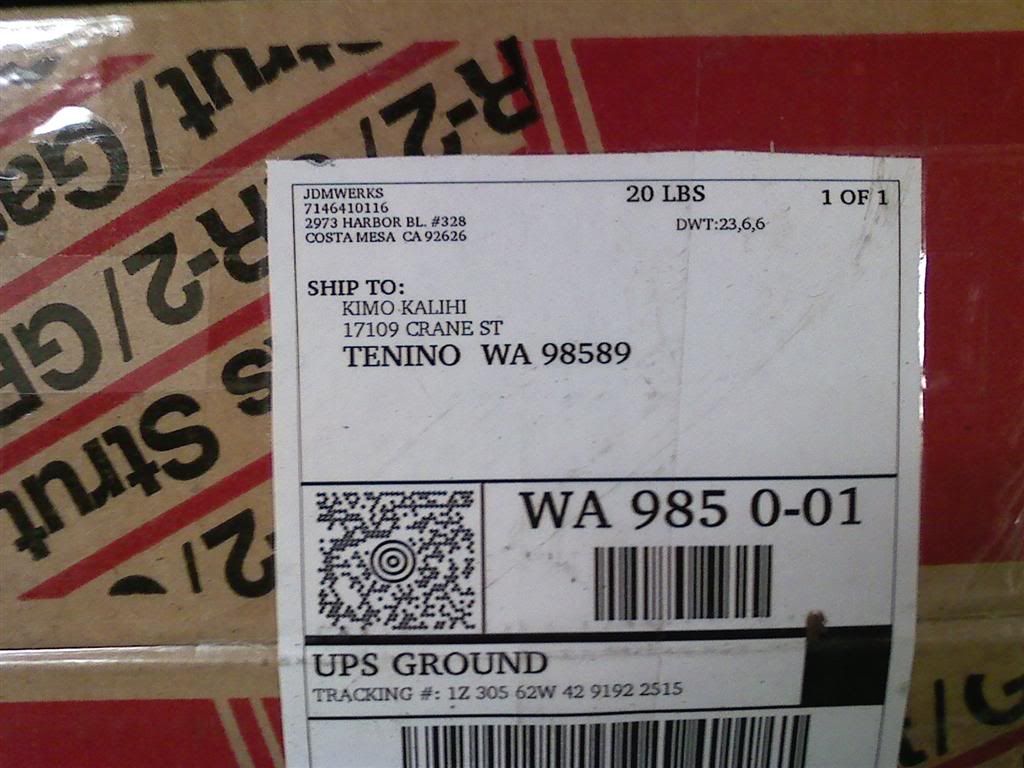 JDMWERKS
7146410116
2973 HARBOR BL. #328
COSTA MESA CA 92626
20 LBS
1 OF 1
DWT:23,6,6
SHIP TO:
KIMO KALIHI
17109 CRANE ST
TENINO WA 98589
WA 985 0-01
UPS GROUND
TRACKING #: 1Z 305 62W 42 9192 2515
R-2/
Strut
R-2/